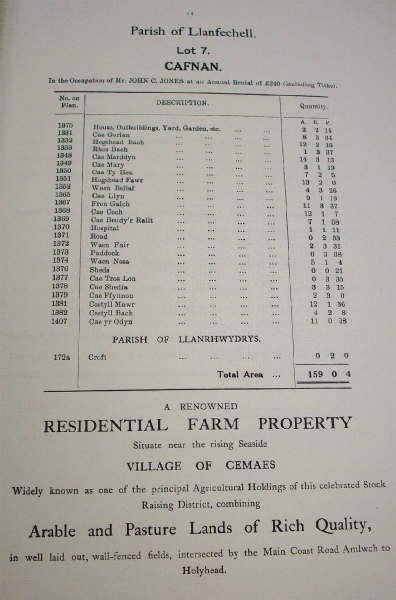 Parish of Llanfechell.
Lot 7.
CAFNAN.
In the Occupation of Mr. JOHN C. JONES at an Annual Rental of £240 (including Tithe).
No. on Plan. DESCRIPTION. Quantity.
A. R. P.
1370 House, Outbuildings, Yard, Garden, etc. ... ... 2 2 14
1331 Cae Gorlan ... ... ... 8 3 34
1332 Hogshead Bach ... ... ... 12 2 15
1333 Rhos Bach ... ... ... 1 3 37
1348 Cae Merddyn ... ... ... 14 3 13
1349 Cae Mary ... ... ... 3 1 19
1350 Cae Ty Hen ... ... ... 7 2 5
1351 Hogshead Fawr ... ... ... 13 2 0
1352 Waen Bellaf ... ... ... 4 3 26
1365 Cae Llyn ... ... ... 9 1 19
1367 Fron Galch ... ... ... 11 3 37
1368 Cae Coch ... ... ... 12 1 7
1369 Cae Beudy'r Rallt ... ... ... 7 1 38
1370 Hospital ... ... ... 1 1 11
1371 Road ... ... ... 0 2 33
1372 Waen Fair ... ... ... 2 3 31
1373 Paddock ... ... ... 0 3 38
1374 Waen Nesa ... ... ... 5 1 4
1376 Sheds ... ... ... 0 0 21
1377 Cae Tros Lon ... ... ... 0 3 35
1378 Cae Shedia ... ... ... 3 3 15
1379 Cae Ffynnon ... ... ... 2 3 0
1381 Cestyll Mawr ... ... ... 12 1 36
1382 Cestyll Bach ... ... ... 4 2 8
1407 Cae yr Odyn ... ... ... 11 0 28
PARISH OF LLANRHWYDRYS.
172a Croft ... ... ... ... 0 2 0
Total Area ... 159 0 4
A RENOWNED
RESIDENTIAL FARM PROPERTY
Situate near the rising Seaside
VILLAGE OF CEMAES
Widely known as one of the principal Agricultural Holdings of this celebrated Stock
Raising District, combining
Arable and Pasture Lands of Rich Quality,
in well laid out, wall-fenced fields, intersected by the Main Coast Road Amlwch to
Holyhead.